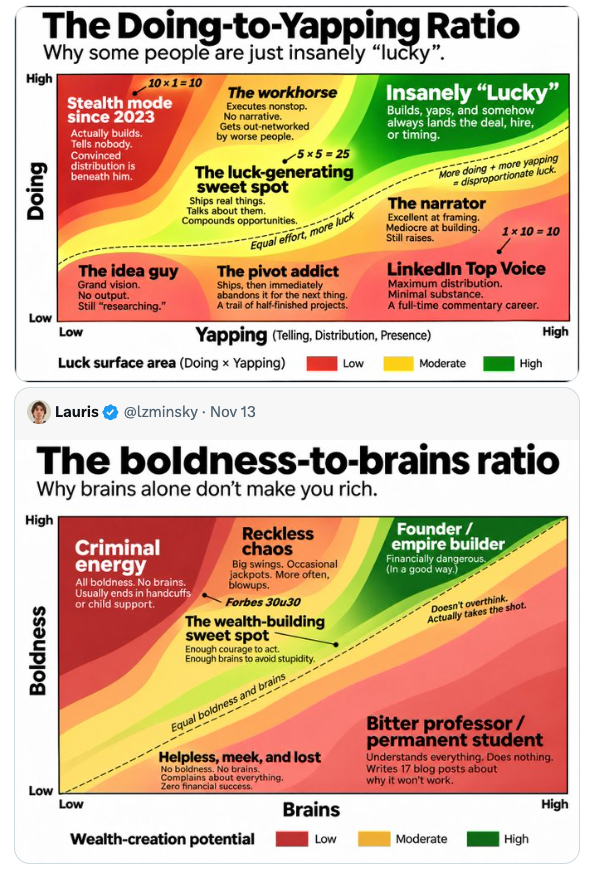 The Doing-to-Yapping Ratio
Why some people are just insanely “lucky”.
High
Doing
Low
Stealth mode
since 2023
Actually builds.
Tells nobody.
Convinced
distribution is
beneath him.
10 × 1 = 10
The workhorse
Executes nonstop.
No narrative.
Gets out-networked
by worse people.
Insanely “Lucky”
Builds, yaps, and somehow
always lands the deal, hire,
or timing.
5 × 5 = 25
The luck-generating
sweet spot
Ships real things.
Talks about them.
Compounds opportunities.
More doing + more yapping
= disproportionate luck.
Equal effort, more luck
The narrator
Excellent at framing.
Mediocre at building.
Still raises.
1 × 10 = 10
The idea guy
Grand vision.
No output.
Still “researching.”
The pivot addict
Ships, then immediately
abandons it for the next thing.
A trail of half-finished projects.
LinkedIn Top Voice
Maximum distribution.
Minimal substance.
A full-time commentary career.
Low
Yapping (Telling, Distribution, Presence)
High
Luck surface area (Doing × Yapping)
Low
Moderate
High
Lauris @lzminsky · Nov 13
The boldness-to-brains ratio
Why brains alone don’t make you rich.
High
Boldness
Low
Criminal
energy
All boldness. No brains.
Usually ends in handcuffs
or child support.
Reckless
chaos
Big swings. Occasional
jackpots. More often,
blowups.
Forbes 30u30
Founder /
empire builder
Financially dangerous.
(In a good way.)
The wealth-building
sweet spot
Enough courage to act.
Enough brains to avoid stupidity.
Doesn't overthink.
Actually takes the shot.
Equal boldness and brains
Helpless, meek, and lost
No boldness. No brains.
Complains about everything.
Zero financial success.
Bitter professor /
permanent student
Understands everything. Does nothing.
Writes 17 blog posts about
why it won't work.
Low
Brains
High
Wealth-creation potential
Low
Moderate
High